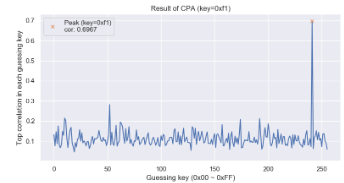 Result of CPA (key=0xf1)
Peak (key=0xf1)
cor: 0.6967
Top correlation in each guessing key
0.7
0.6
0.5
0.4
0.3
0.2
0.1
0
50
100
150
200
250
Guessing key (0x00 ~ 0xFF)